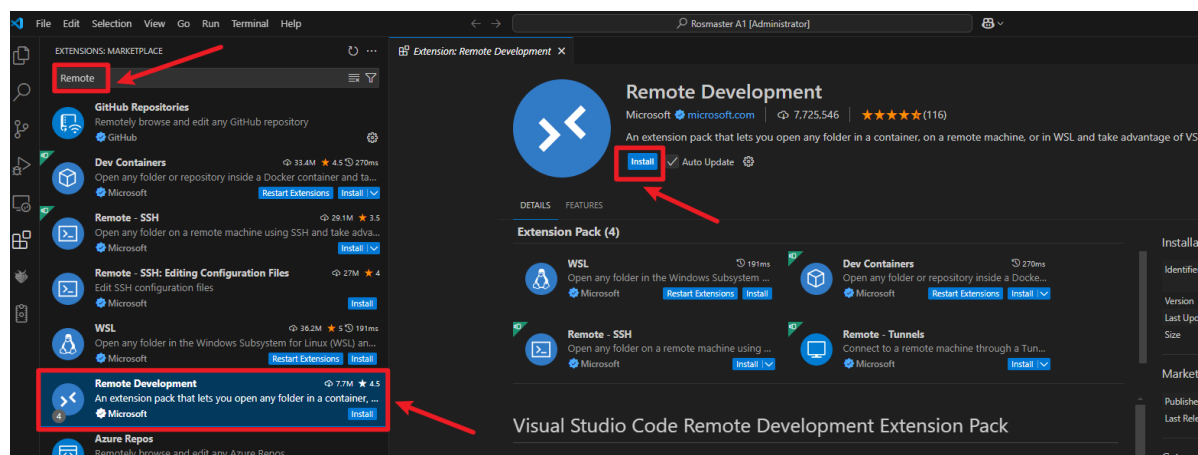 File Edit Selection View Go Run Terminal Help
Rosmaster A1 [Administrator]
EXTENSIONS: MARKETPLACE
Remote
GitHub Repositories
Remotely browse and edit any GitHub repository
GitHub
Dev Containers 33.4M 4.5 270ms
Open any folder or repository inside a Docker container and ta...
Microsoft Restart Extensions Install
Remote - SSH 29.1M 3.5
Open any folder on a remote machine using SSH and take adva...
Microsoft Install
Remote - SSH: Editing Configuration Files 27M 4
Edit SSH configuration files
Microsoft Install
WSL 36.2M 5 191ms
Open any folder in the Windows Subsystem for Linux (WSL) an...
Microsoft Restart Extensions Install
Remote Development 7.7M 4.5
An extension pack that lets you open any folder in a container, ...
4 Microsoft Install
Azure Repos
Remotely browse and edit any Azure Repos
Extension: Remote Development
Remote Development
Microsoft microsoft.com 7,725,546 (116)
An extension pack that lets you open any folder in a container, on a remote machine, or in WSL and take advantage of VS
Install Auto Update
DETAILS FEATURES
Extension Pack (4)
WSL 191ms
Open any folder in the Windows Subsystem ...
Microsoft Restart Extensions Install
Dev Containers 270ms
Open any folder or repository inside a Docke...
Microsoft Restart Extensions Install
Remote - SSH
Open any folder on a remote machine using ...
Microsoft Install
Remote - Tunnels
Connect to a remote machine through a Tun...
Microsoft Install
Visual Studio Code Remote Development Extension Pack
Installa
Identifie
Version
Last Upd
Size
Market
Publishe
Last Rele